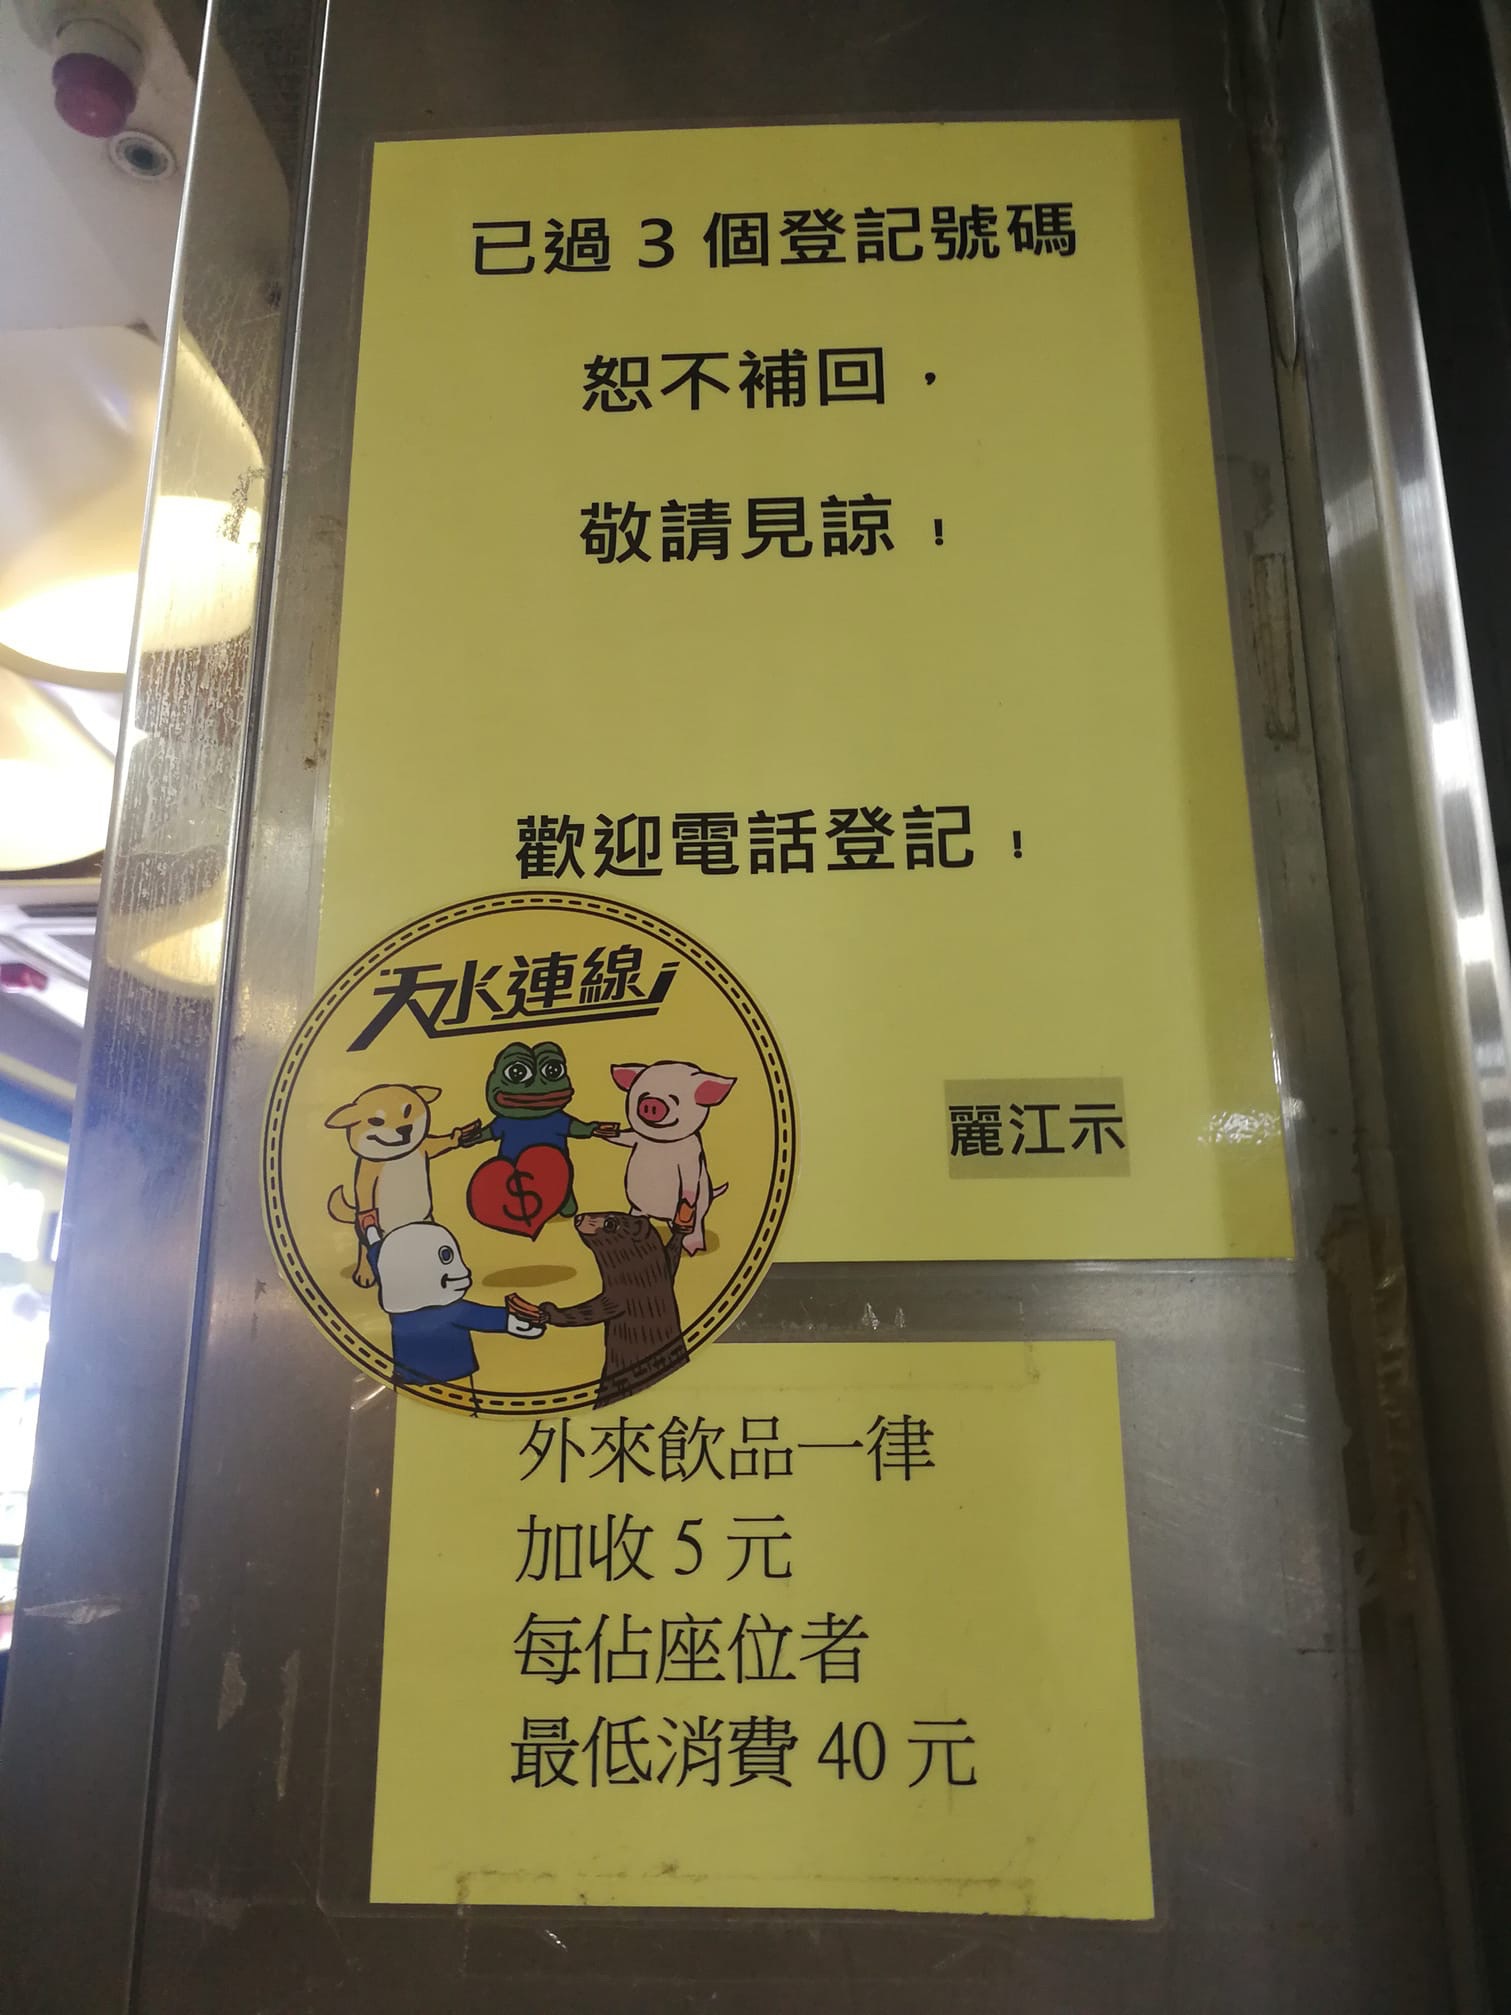 已過 3 個登記號碼
恕不補回，
敬請見諒！
歡迎電話登記！
天水連線
$
麗江示
外來飲品一律
加收 5 元
每佔座位者
最低消費 40 元